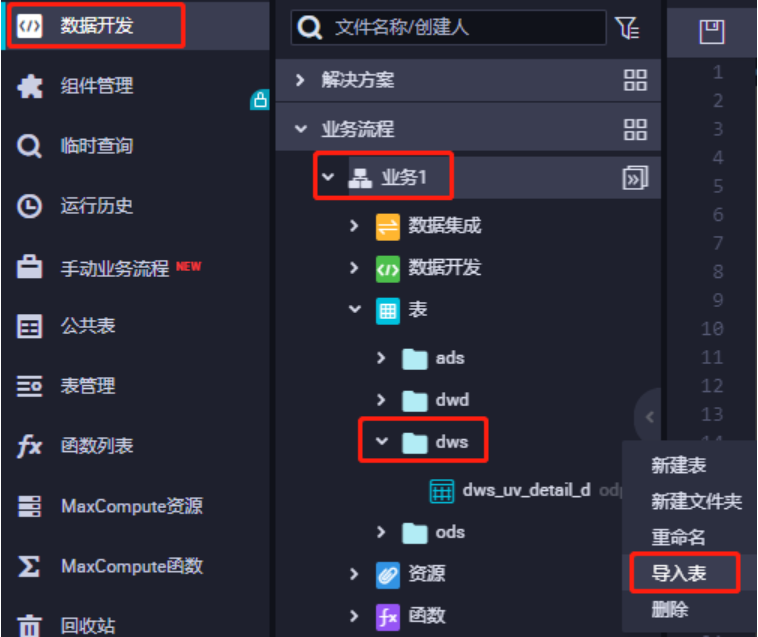 数据开发
组件管理
临时查询
运行历史
手动业务流程 NEW
公共表
表管理
函数列表
MaxCompute资源
MaxCompute函数
回收站
文件名称/创建人
解决方案
业务流程
业务1
数据集成
数据开发
表
ads
dwd
dws
dws_uv_detail_d odp
ods
资源
函数
1
2
3
4
5
6
7
8
9
10
11
12
13
新建表
新建文件夹
重命名
导入表
删除